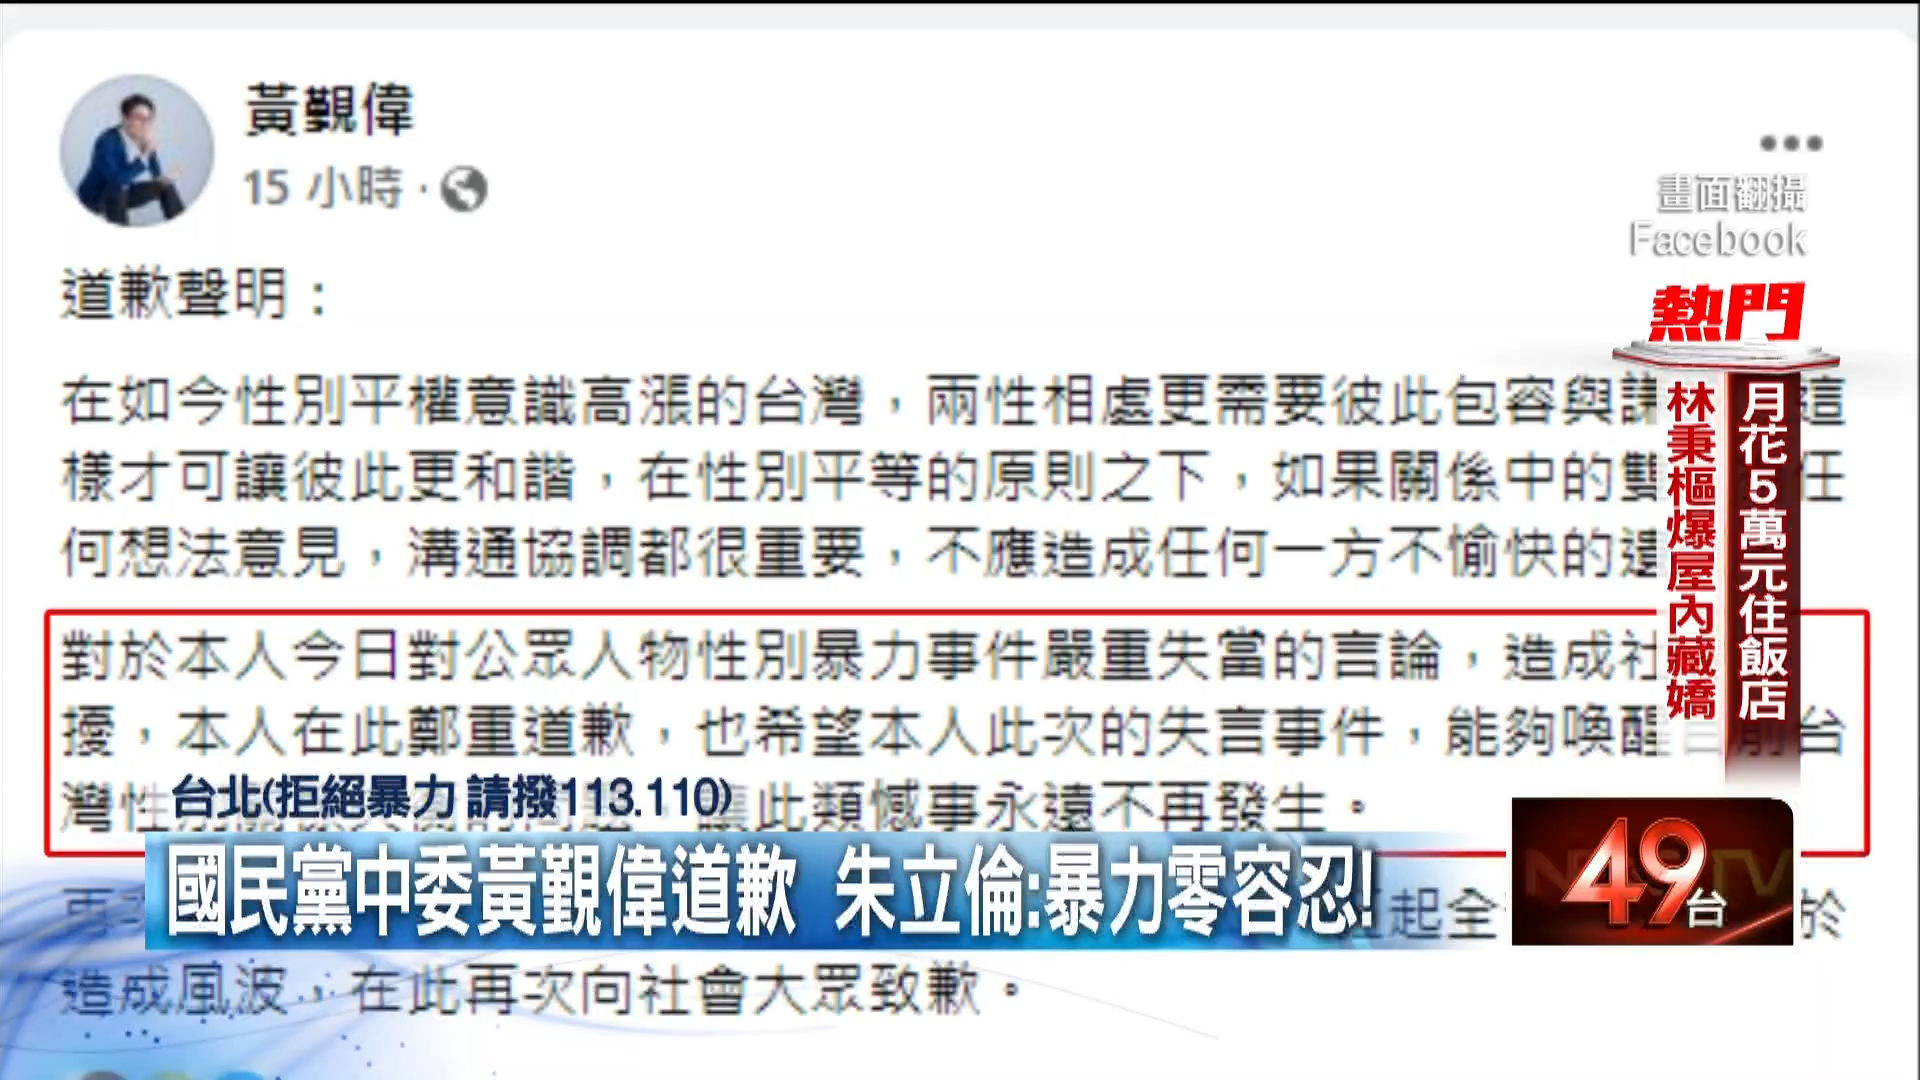 黃觀偉
15 小時
畫面翻攝
Facebook
道歉聲明：
在如今性別平權意識高漲的台灣，兩性相處更需要彼此包容與 這
樣才可讓彼此更和諧，在性別平等的原則之下，如果關係中的雙 任
何想法意見，溝通協調都很重要，不應造成任何一方不愉快的遺
對於本人今日對公眾人物性別暴力事件嚴重失當的言論，造成社
擾，本人在此鄭重道歉，也希望本人此次的失言事件，能夠喚醒目前台
灣性 此類憾事永遠不再發生。
起全 於
造成風波，在此再次向社會大眾致歉。
熱門
月花5萬元住飯店
林秉樞爆屋內藏嬌
台北(拒絕暴力 請撥113.110)
國民黨中委黃觀偉道歉 朱立倫:暴力零容忍!
49台